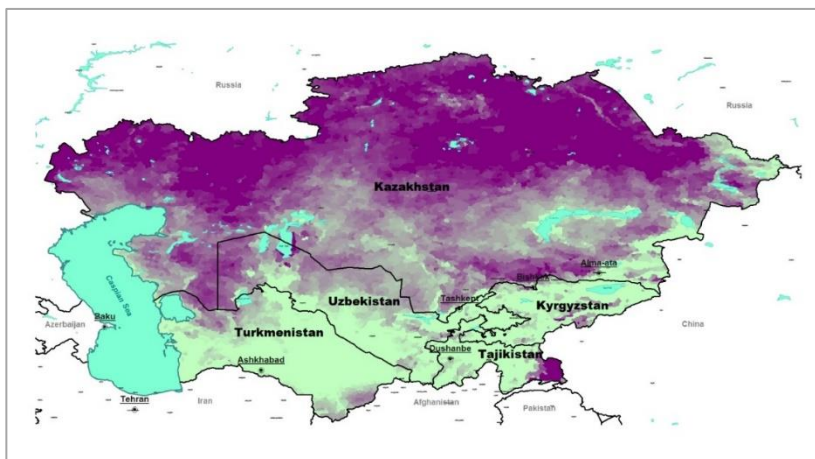 Russia
Russia
Kazakhstan
Caspian Sea
Alma-ata
Bishkek
Uzbekistan
Tashkent
Kyrgyzstan
Baku
Azerbaijan
Turkmenistan
China
Dushanbe
Tajikistan
Ashkhabad
Tehran
Iran
Afghanistan
Pakistan